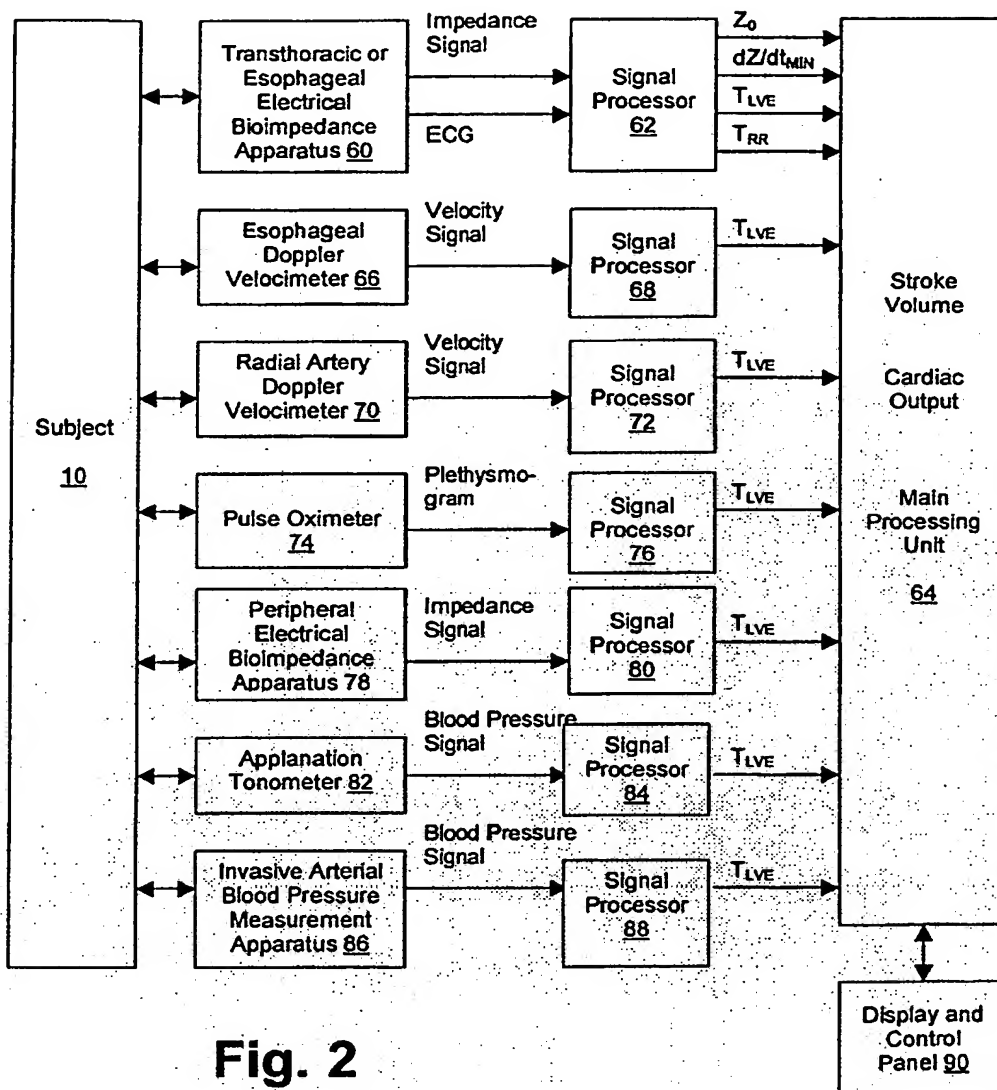 Subject
10
Transthoracic or
Esophageal
Electrical
Bioimpedance
Apparatus 60
Impedance
Signal
ECG
Signal
Processor
62
Z0
dZ/dtMIN
TLVE
TRR
Esophageal
Doppler
Velocimeter 66
Velocity
Signal
Signal
Processor
68
TLVE
Radial Artery
Doppler
Velocimeter 70
Velocity
Signal
Signal
Processor
72
TLVE
Pulse Oximeter
74
Plethysmo-
gram
Signal
Processor
76
TLVE
Peripheral
Electrical
Bioimpedance
Apparatus 78
Impedance
Signal
Signal
Processor
80
TLVE
Applanation
Tonometer 82
Blood Pressure
Signal
Signal
Processor
84
TLVE
Invasive Arterial
Blood Pressure
Measurement
Apparatus 86
Blood Pressure
Signal
Signal
Processor
88
TLVE
Stroke
Volume
Cardiac
Output
Main
Processing
Unit
64
Display and
Control
Panel 90
Fig. 2